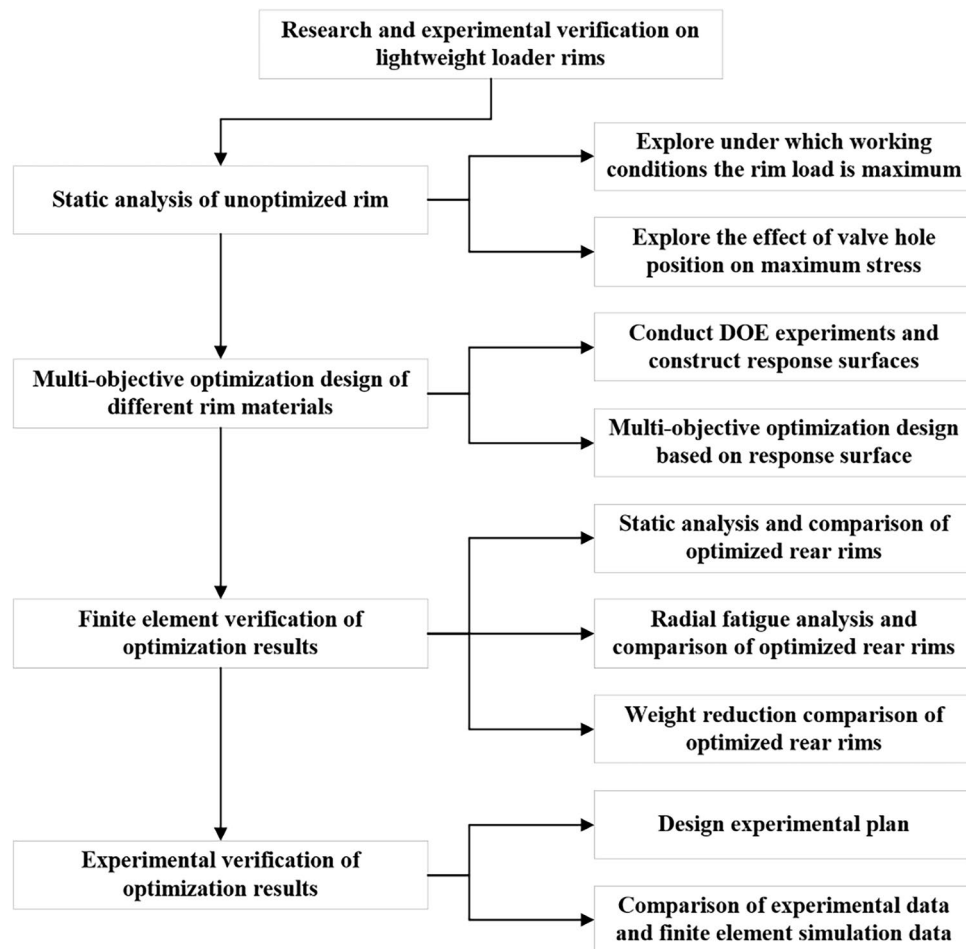 Research and experimental verification on
lightweight loader rims
Static analysis of unoptimized rim
Explore under which working
conditions the rim load is maximum
Explore the effect of valve hole
position on maximum stress
Multi-objective optimization design of
different rim materials
Conduct DOE experiments and
construct response surfaces
Multi-objective optimization design
based on response surface
Finite element verification of
optimization results
Static analysis and comparison of
optimized rear rims
Radial fatigue analysis and
comparison of optimized rear rims
Weight reduction comparison of
optimized rear rims
Experimental verification of
optimization results
Design experimental plan
Comparison of experimental data
and finite element simulation data